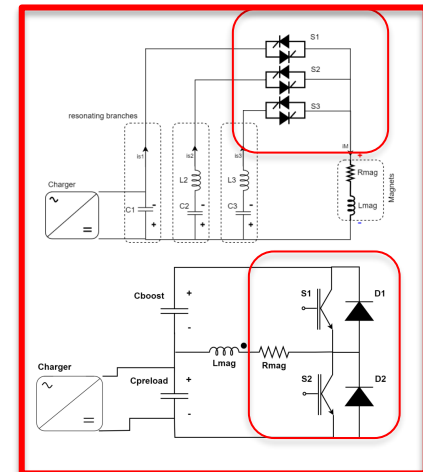 S1
S2
S3
resonating branches
is1
is2
is3
iM
+
Charger
L2
L3
Rmag
Lmag
Magnets
C1
-
+
C2
-
+
C3
-
+
-
Cboost
+
-
S1
D1
Lmag
Rmag
Charger
Cpreload
+
-
S2
D2